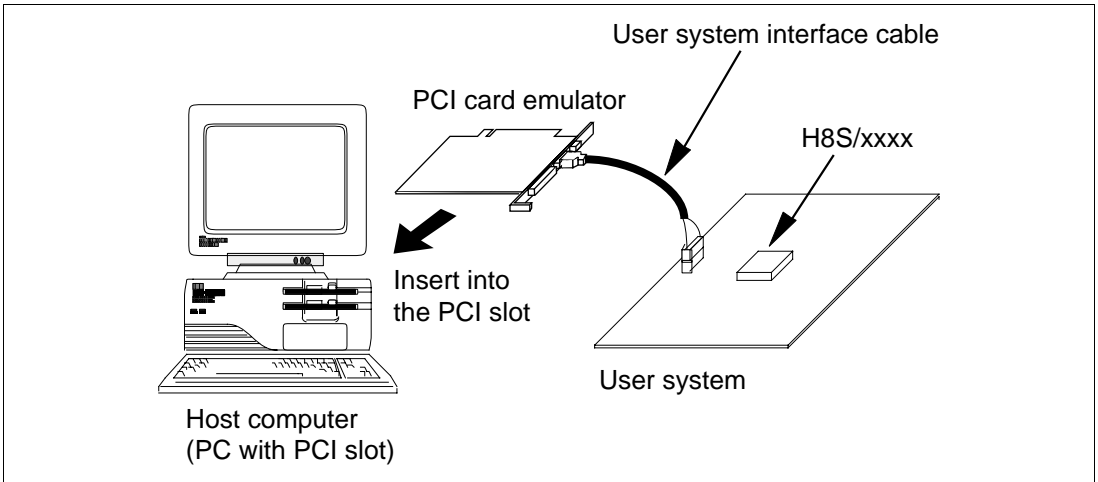 User system interface cable
PCI card emulator
H8S/xxxx
Insert into
the PCI slot
User system
Host computer
(PC with PCI slot)